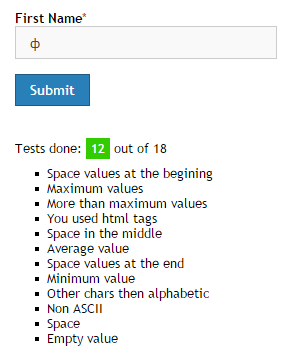 First Name*
ф
Submit
Tests done: 12 out of 18
Space values at the begining
Maximum values
More than maximum values
You used html tags
Space in the middle
Average value
Space values at the end
Minimum value
Other chars then alphabetic
Non ASCII
Space
Empty value